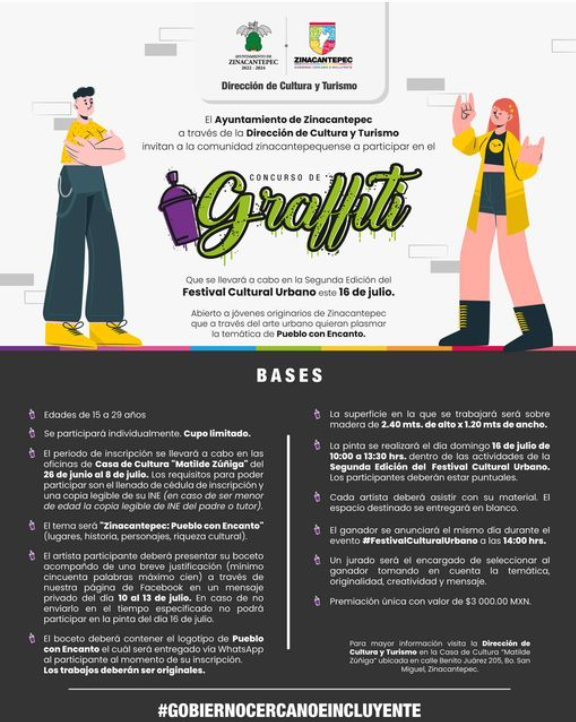 AYUNTAMIENTO DE
ZINACANTEPEC
2022 - 2024
ZINACANTEPEC
Dirección de Cultura y Turismo
El Ayuntamiento de Zinacantepec
a través de la Dirección de Cultura y Turismo
invitan a la comunidad zinacantepequense a participar en el
CONCURSO DE
Graffiti
Que se llevará a cabo en la Segunda Edición del
Festival Cultural Urbano este 16 de julio.
Abierto a jóvenes originarios de Zinacantepec
que a través del arte urbano quieran plasmar
la temática de Pueblo con Encanto.
BASES
Edades de 15 a 29 años
Se participará individualmente. Cupo limitado.
El periodo de inscripción se llevará a cabo en las
oficinas de Casa de Cultura "Matilde Zúñiga" del
26 de junio al 8 de julio. Los requisitos para poder
participar son el llenado de cédula de inscripción y
una copia legible de su INE (en caso de ser menor
de edad la copia legible de INE del padre o tutor).
El tema será "Zinacantepec: Pueblo con Encanto"
(lugares, historia, personajes, riqueza cultural).
El artista participante deberá presentar su boceto
acompañdo de una breve justificación (mínimo
cincuenta palabras máximo cien) a través de
nuestra página de Facebook en un mensaje
privado del día 10 al 13 de julio. En caso de no
enviarlo en el tiempo especificado no podrá
participar en la pinta del día 16 de julio.
El boceto deberá contener el logotipo de Pueblo
con Encanto el cuál será entregado vía WhatsApp
al participante al momento de su inscripción.
Los trabajos deberán ser originales.
La superficie en la que se trabajará será sobre
madera de 2.40 mts. de alto x 1.20 mts de ancho.
La pinta se realizará el día domingo 16 de julio de
10:00 a 13:30 hrs. dentro de las actividades de la
Segunda Edición del Festival Cultural Urbano.
Los participantes deberán estar puntuales.
Cada artista deberá asistir con su material. El
espacio destinado se entregará en blanco.
El ganador se anunciará el mismo día durante el
evento #FestivalCulturalUrbano a las 14:00 hrs.
Un jurado será el encargado de seleccionar al
ganador tomando en cuenta la temática,
originalidad, creatividad y mensaje.
Premiación única con valor de $3 000.00 MXN.
Para mayor información visita la Dirección de
Cultura y Turismo en la Casa de Cultura "Matilde
Zúñiga" ubicada en calle Benito Juárez 205, Bo. San
Miguel, Zinacantepec.
#GOBIERNOCERCANOEINCLUYENTE